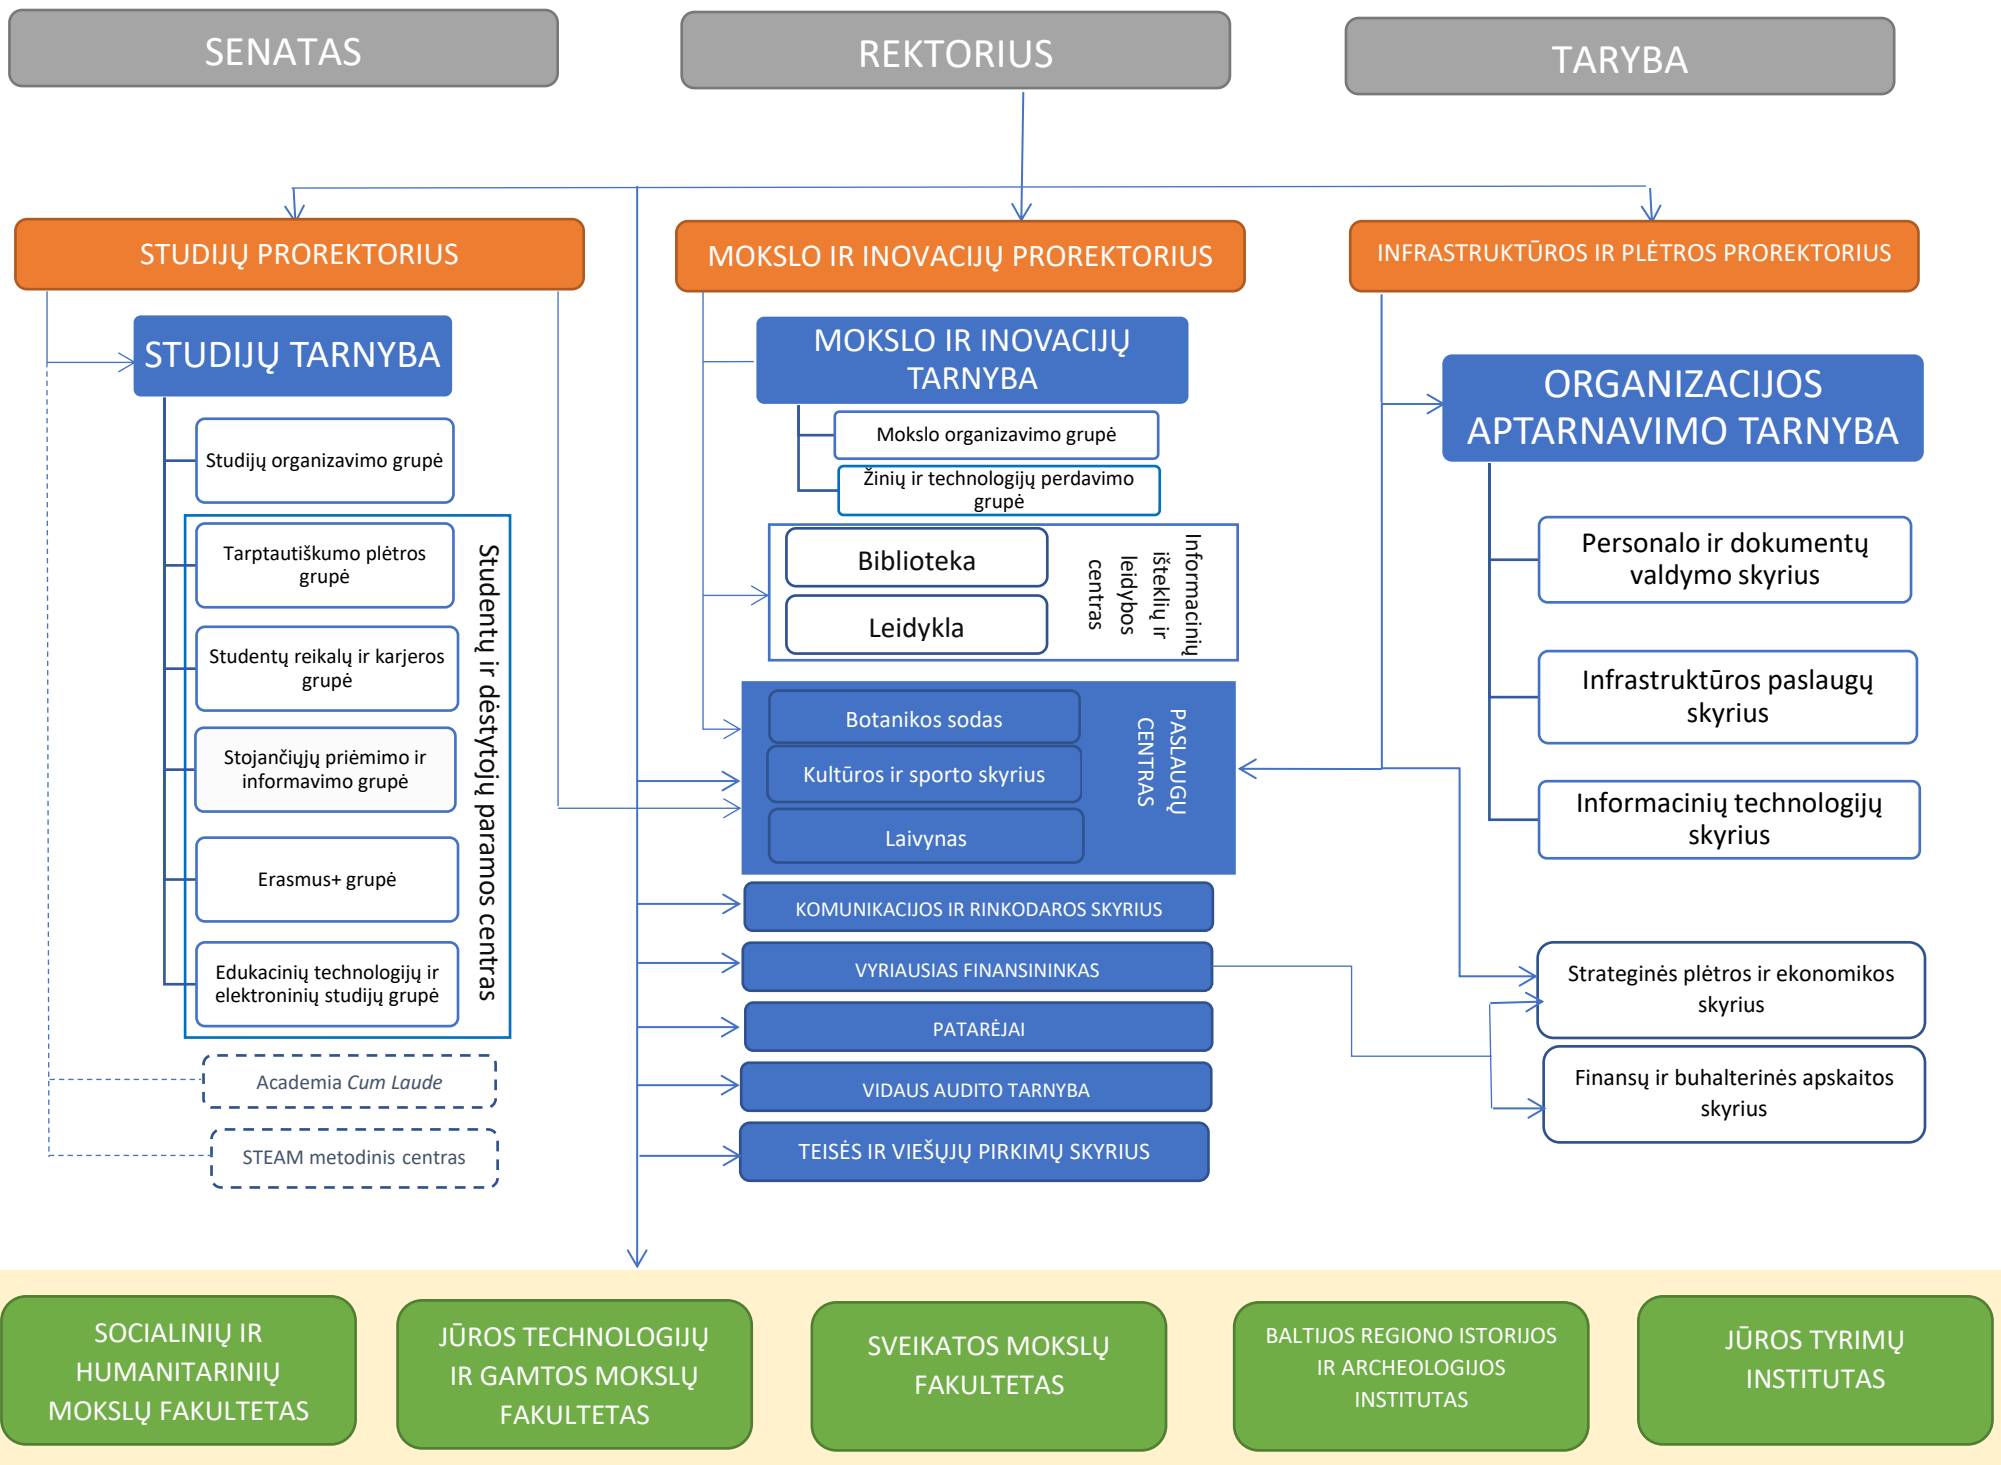 SENATAS
REKTORIUS
TARYBA
STUDIJŲ PROREKTORIUS
MOKSLO IR INOVACIJŲ PROREKTORIUS
INFRASTRUKTŪROS IR PLĖTROS PROREKTORIUS
STUDIJŲ TARNYBA
Studijų organizavimo grupė
Tarptautiškumo plėtros
grupė
Studentų reikalų ir karjeros
grupė
Stojančiųjų priėmimo ir
informavimo grupė
Erasmus+ grupė
Edukacinių technologijų ir
elektroninių studijų grupė
Studentų ir dėstytojų paramos centras
Academia Cum Laude
STEAM metodinis centras
MOKSLO IR INOVACIJŲ
TARNYBA
Mokslo organizavimo grupė
Žinių ir technologijų perdavimo
grupė
Biblioteka
Leidykla
Informacinių
išteklių ir
leidybos
centras
Botanikos sodas
Kultūros ir sporto skyrius
Laivynas
PASLAUGŲ
CENTRAS
KOMUNIKACIJOS IR RINKODAROS SKYRIUS
VYRIAUSIAS FINANSININKAS
PATARĖJAI
VIDAUS AUDITO TARNYBA
TEISĖS IR VIEŠŲJŲ PIRKIMŲ SKYRIUS
ORGANIZACIJOS
APTARNAVIMO TARNYBA
Personalo ir dokumentų
valdymo skyrius
Infrastruktūros paslaugų
skyrius
Informacinių technologijų
skyrius
Strateginės plėtros ir ekonomikos
skyrius
Finansų ir buhalterinės apskaitos
skyrius
SOCIALINIŲ IR
HUMANITARINIŲ
MOKSLŲ FAKULTETAS
JŪROS TECHNOLOGIJŲ
IR GAMTOS MOKSLŲ
FAKULTETAS
SVEIKATOS MOKSLŲ
FAKULTETAS
BALTIJOS REGIONO ISTORIJOS
IR ARCHEOLOGIJOS
INSTITUTAS
JŪROS TYRIMŲ
INSTITUTAS